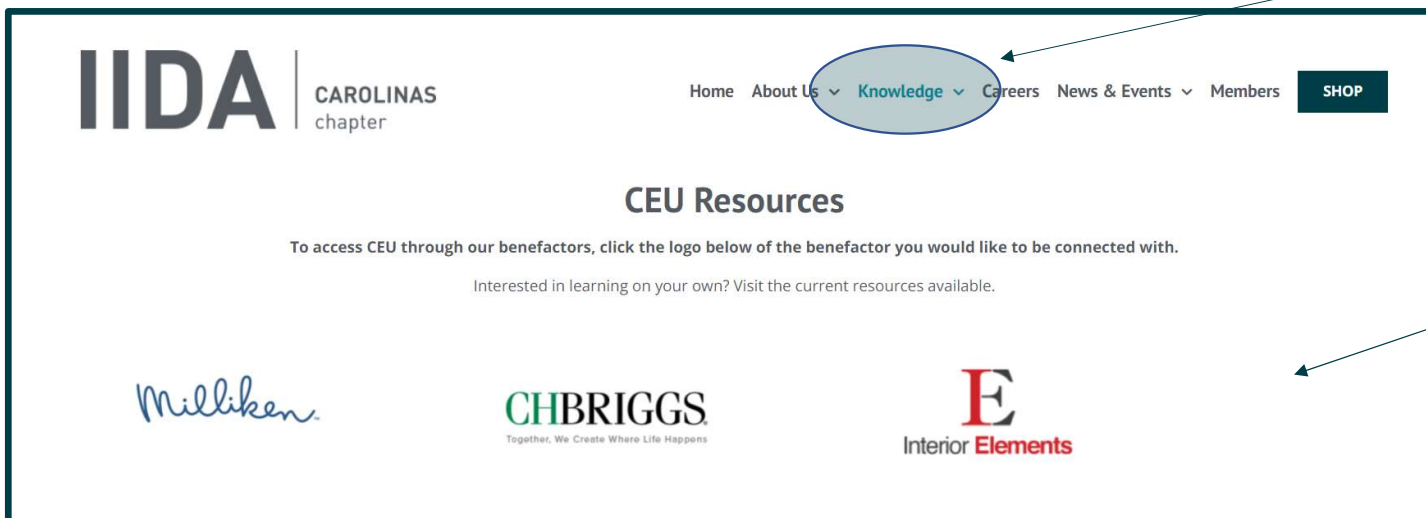 IIDA CAROLINAS
chapter
Home About Us Knowledge Careers News & Events Members SHOP
CEU Resources
To access CEU through our benefactors, click the logo below of the benefactor you would like to be connected with.
Interested in learning on your own? Visit the current resources available.
Milliken™
CHBRIGGS®
Together, We Create Where Life Happens
E
Interior Elements